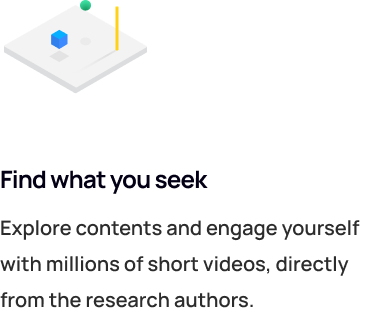 Find what you seek
Explore contents and engage yourself
with millions of short videos, directly
from the research authors.